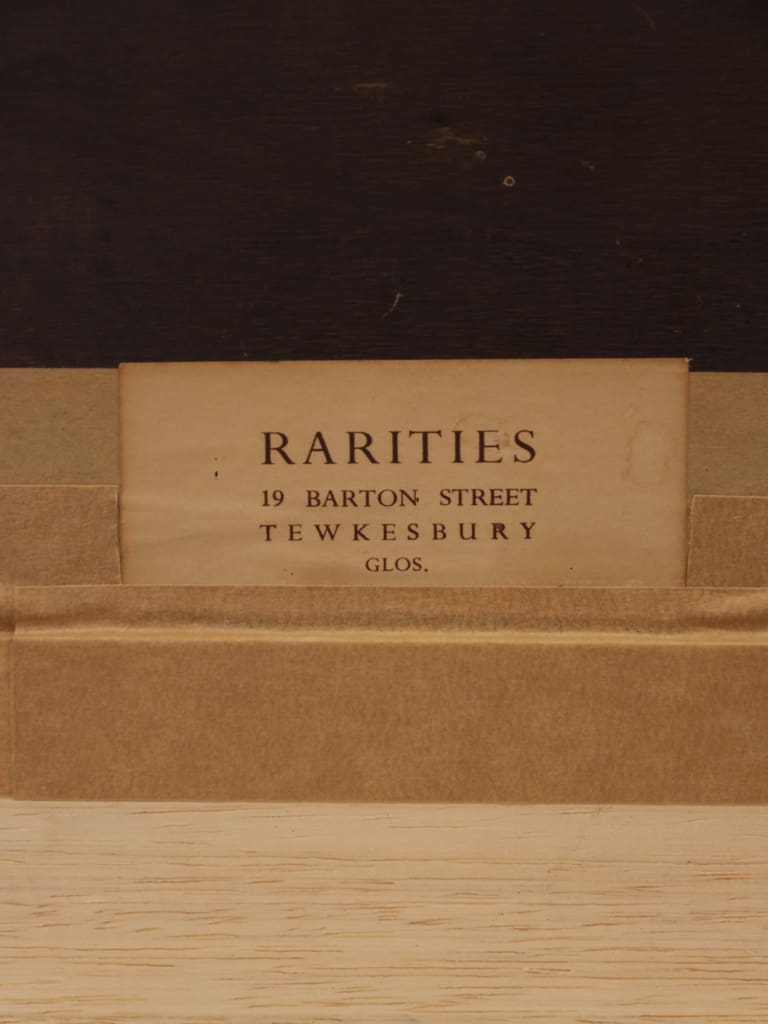 RARITIES
19 BARTON STREET
TEWKESBURY
GLOS.